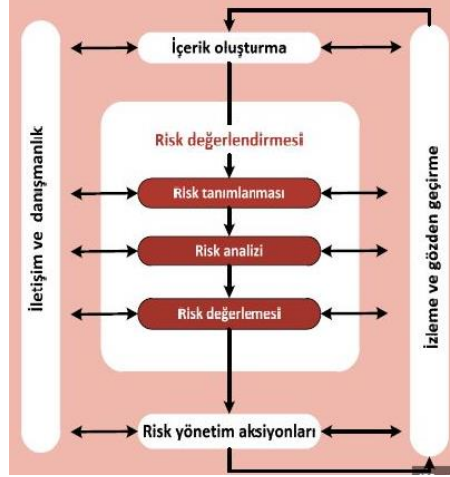 İçerik oluşturma
Risk değerlendirmesi
Risk tanımlanması
Risk analizi
Risk değerlemesi
Risk yönetim aksiyonları
İletişim ve danışmanlık
İzleme ve gözden geçirme